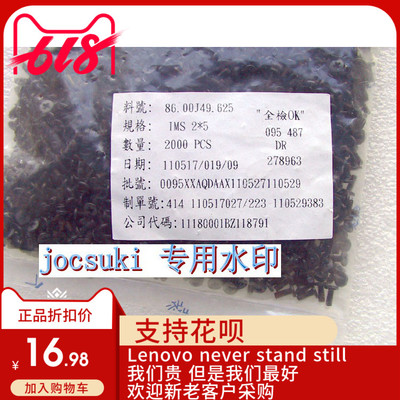 618
料號: 86.00J49.625
"全檢OK"
規格: IMS 2*5
095 487
數量: 2000 PCS
DR
日期: 110517/019/09
278963
批號: 0095XXAQDAAX110527110529
制單號:414 110517027/223 110529383
公司代碼:11180001BZ118791
jocsuki 专用水印
正品折扣价
¥16.98
加入购物车
支持花呗
Lenovo never stand still
我们贵 但是我们最好
欢迎新老客户采购